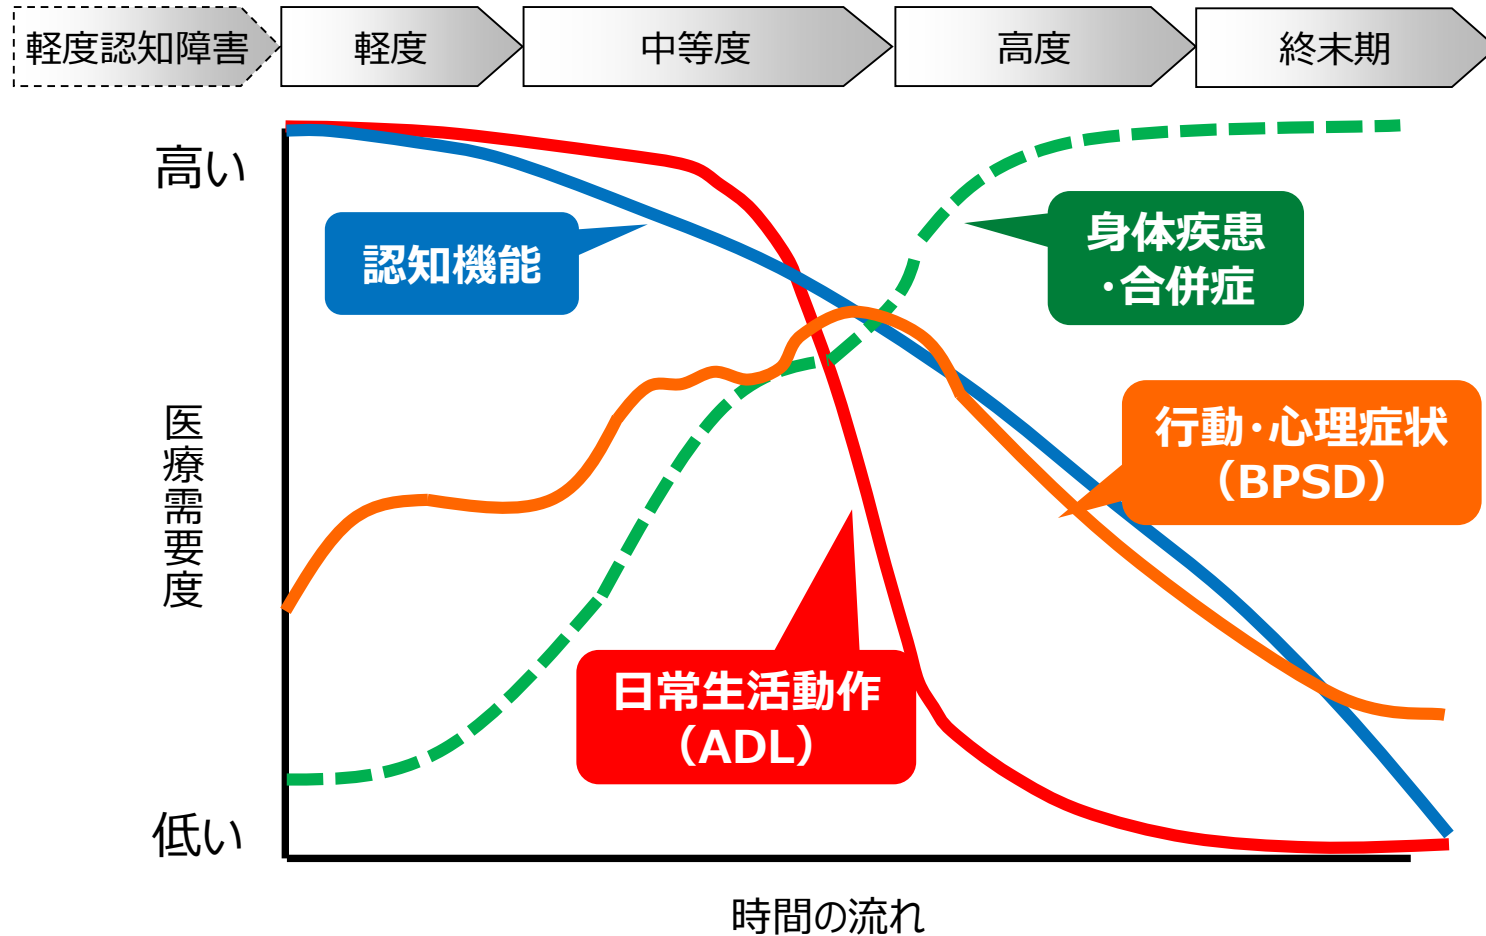 軽度認知障害
軽度
中等度
高度
終末期
高い
認知機能
身体疾患
・合併症
医療需要度
行動・心理症状
（BPSD）
日常生活動作
（ADL）
低い
時間の流れ